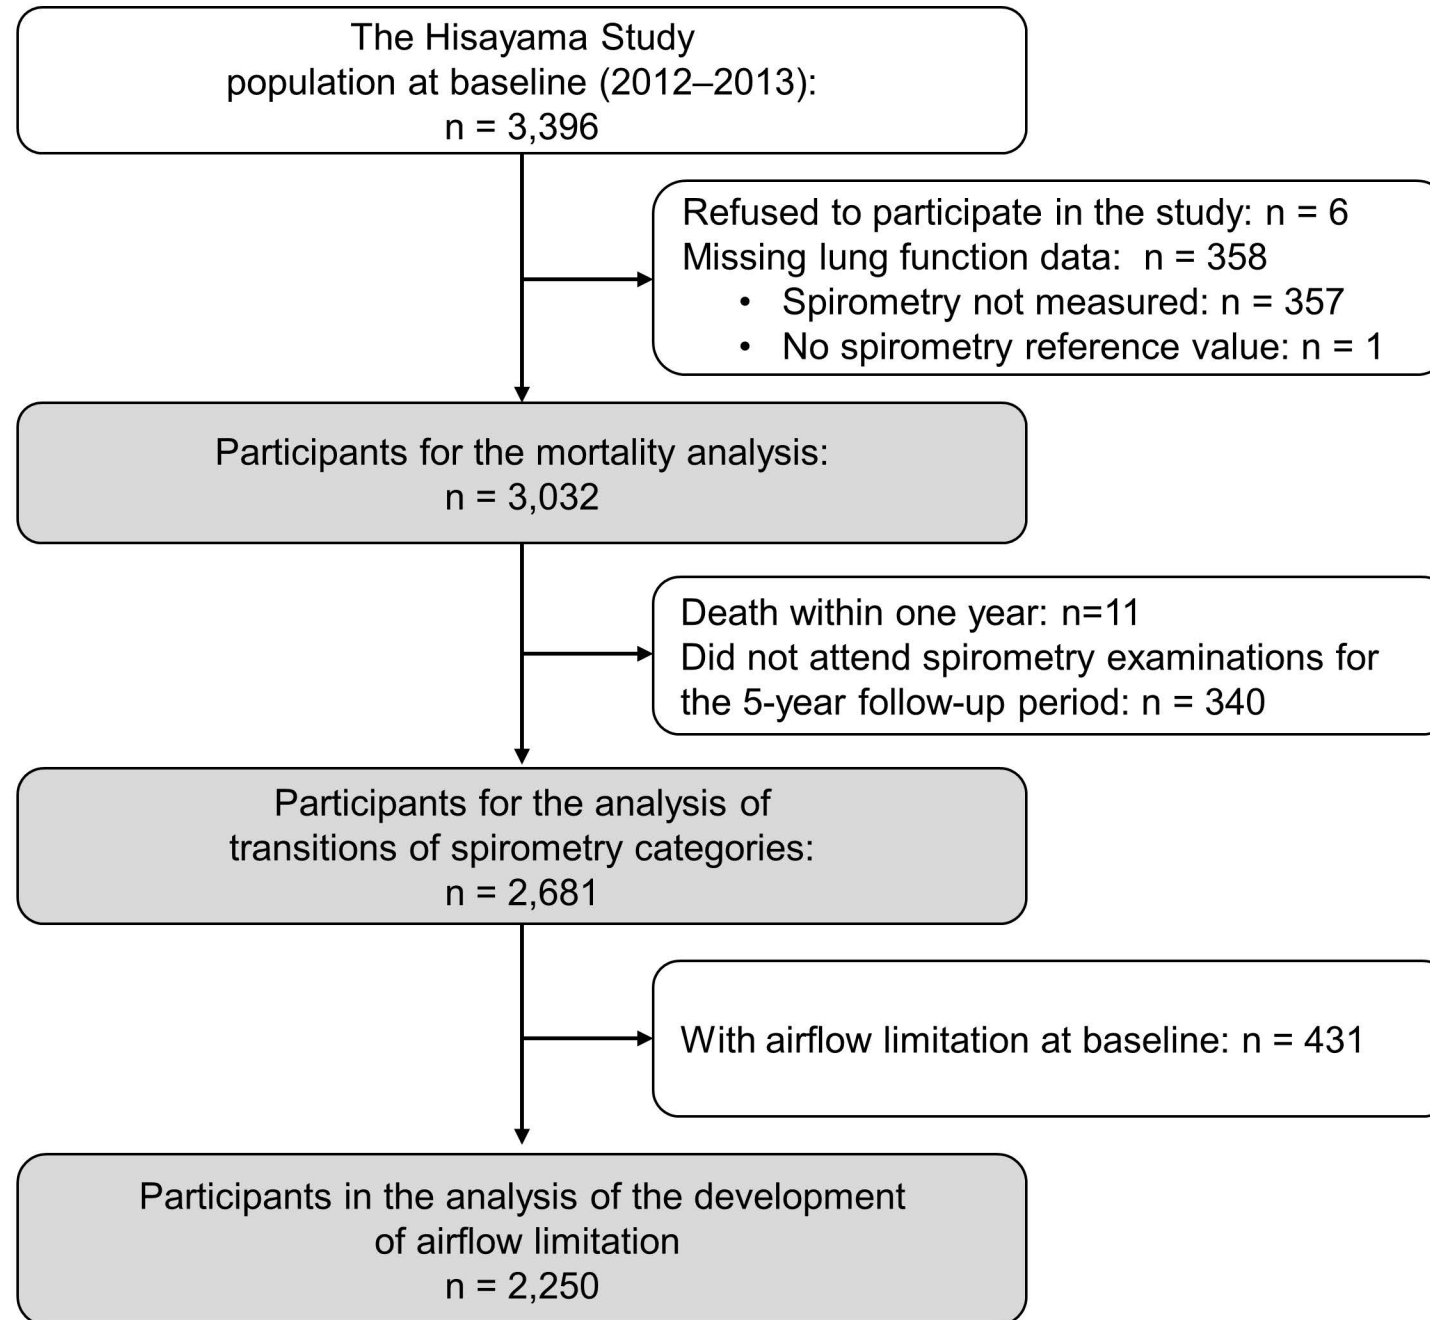 The Hisayama Study
population at baseline (2012–2013):
n = 3,396
Refused to participate in the study: n = 6
Missing lung function data:  n = 358
• Spirometry not measured: n = 357
• No spirometry reference value: n = 1
Participants for the mortality analysis:
n = 3,032
Death within one year: n=11
Did not attend spirometry examinations for
the 5-year follow-up period: n = 340
Participants for the analysis of
transitions of spirometry categories:
n = 2,681
With airflow limitation at baseline: n = 431
Participants in the analysis of the development
of airflow limitation
n = 2,250